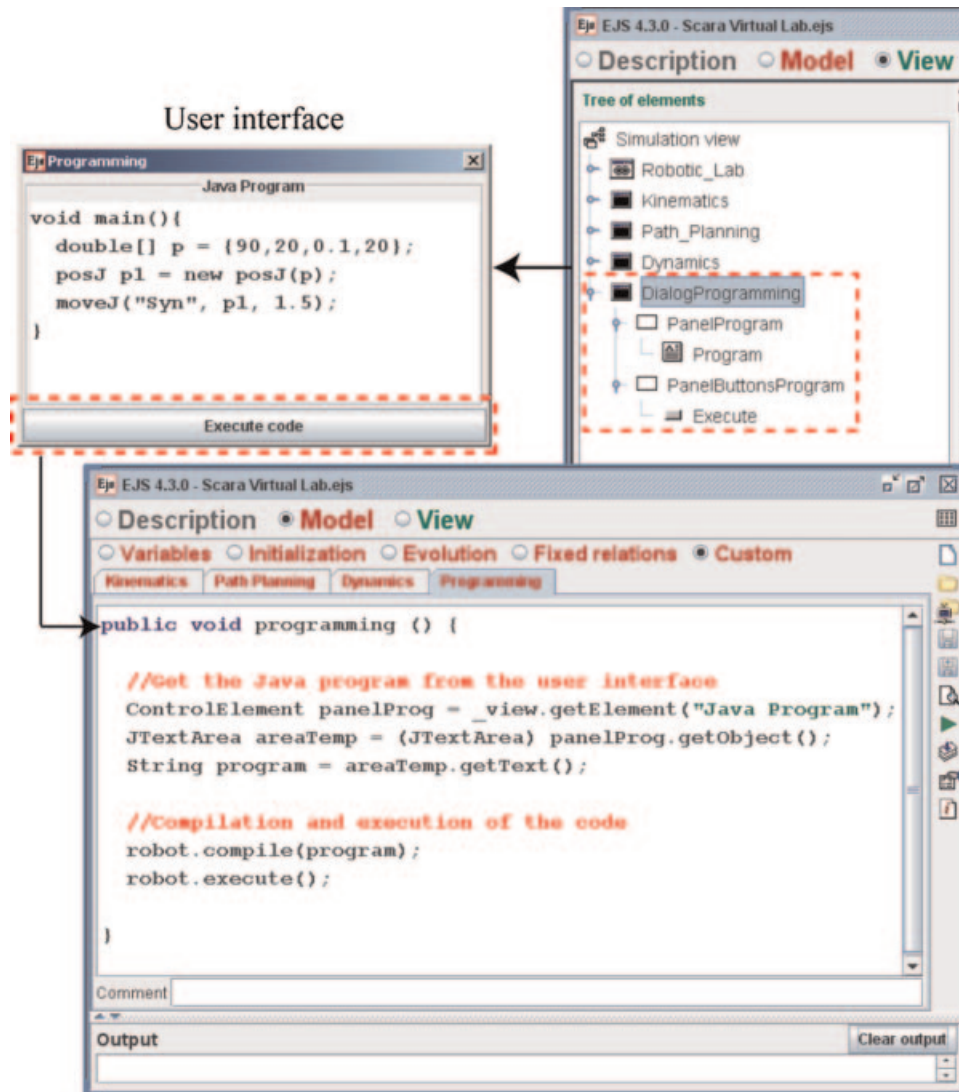 EJS 4.3.0 - Scara Virtual Lab.ejs
Description Model View
Tree of elements
Simulation view
Robotic_Lab
Kinematics
Path_Planning
Dynamics
DialogProgramming
PanelProgram
Program
PanelButtonsProgram
Execute
User interface
Programming
Java Program
void main(){
double[] p = {90,20,0.1,20};
posJ p1 = new posJ(p);
moveJ("Syn", p1, 1.5);
}
Execute code
EJS 4.3.0 - Scara Virtual Lab.ejs
Description Model View
Variables Initialization Evolution Fixed relations Custom
Kinematics Path Planning Dynamics Programming
public void programming () {
//Get the Java program from the user interface
ControlElement panelProg = _view.getElement("Java Program");
JTextArea areaTemp = (JTextArea) panelProg.getObject();
String program = areaTemp.getText();
//Compilation and execution of the code
robot.compile(program);
robot.execute();
}
Comment
Output Clear output